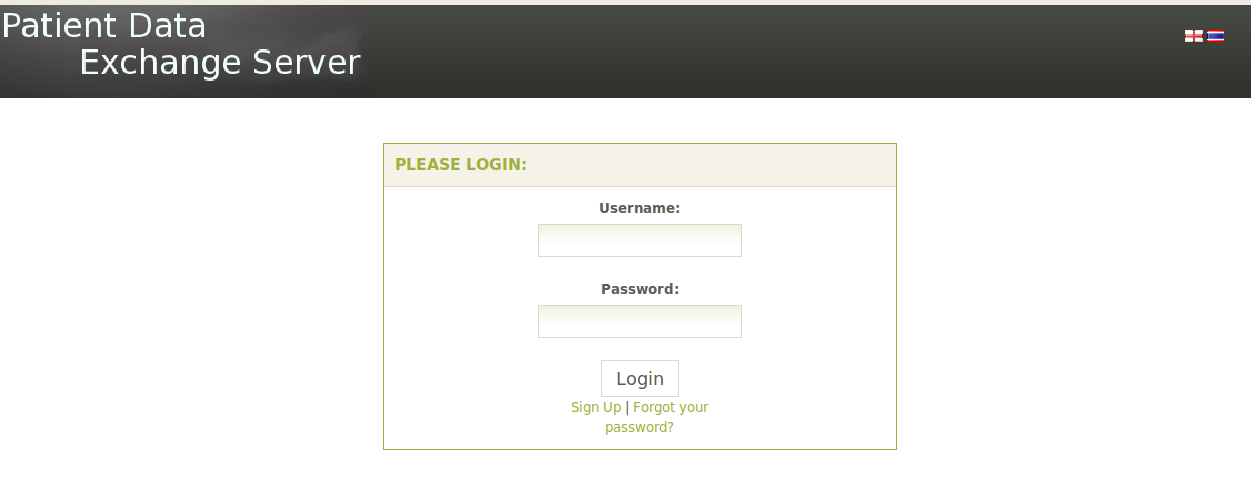 Patient Data
Exchange Server
PLEASE LOGIN:
Username:
Password:
Login
Sign Up | Forgot your
password?